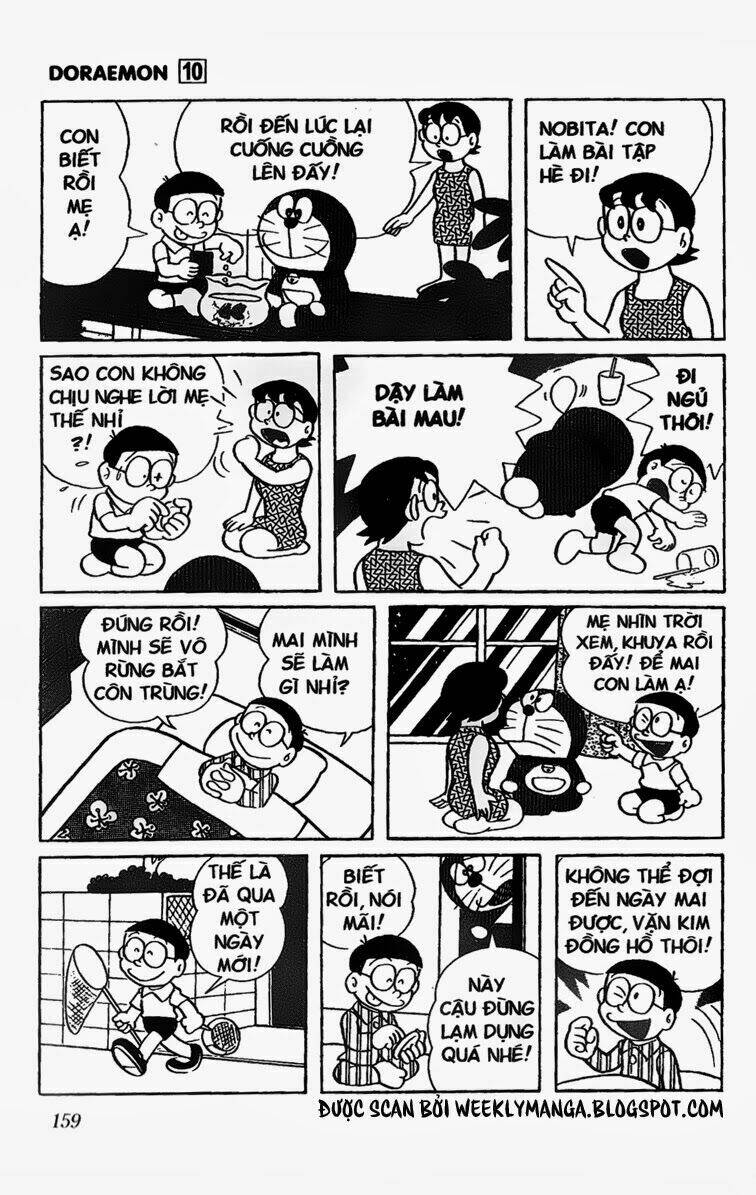 DORAEMON 10
NOBITA! CON
LÀM BÀI TẬP
HÈ ĐI!
RỒI ĐẾN LÚC LẠI
CUỐNG CUỒNG
LÊN ĐẤY!
CON
BIẾT
RỒI
MẸ
Ạ!
ĐI
NGỦ
THÔI!
DẬY LÀM
BÀI MAU!
SAO CON KHÔNG
CHỊU NGHE LỜI MẸ
THẾ NHỈ
?!
MẸ NHÌN TRỜI
XEM, KHUYA RỒI
ĐẤY! ĐỂ MAI
CON LÀM Ạ!
MAI MÌNH
SẼ LÀM
GÌ NHỈ?
ĐÚNG RỒI!
MÌNH SẼ VÔ
RỪNG BẮT
CÔN TRÙNG!
KHÔNG THỂ ĐỢI
ĐẾN NGÀY MAI
ĐƯỢC, VẶN KIM
ĐỒNG HỒ THÔI!
NÀY
CẬU ĐỪNG
LẠM DỤNG
QUÁ NHÉ!
BIẾT
RỒI, NÓI
MÃI!
THẾ LÀ
ĐÃ QUA
MỘT
NGÀY
MỚI!
159
ĐƯỢC SCAN BỞI WEEKLYMANGA.BLOGSPOT.COM